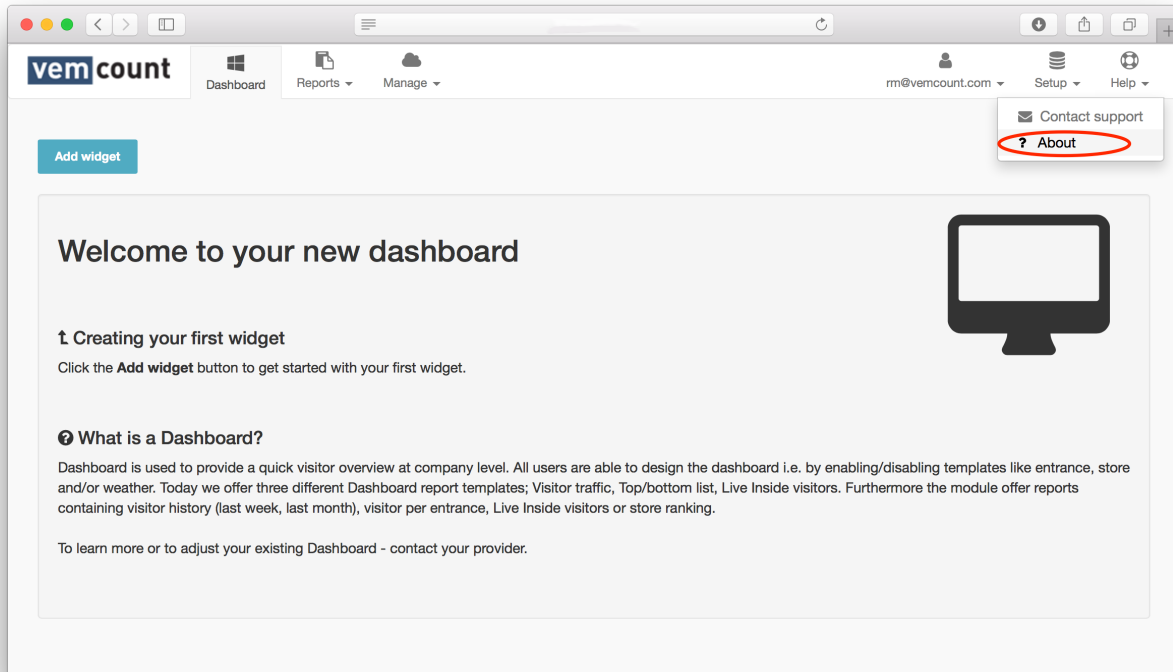 vemcount
Dashboard
Reports
Manage
rm@vemcount.com
Setup
Help
Contact support
? About
Add widget
Welcome to your new dashboard
Creating your first widget
Click the Add widget button to get started with your first widget.
? What is a Dashboard?
Dashboard is used to provide a quick visitor overview at company level. All users are able to design the dashboard i.e. by enabling/disabling templates like entrance, store
and/or weather. Today we offer three different Dashboard report templates; Visitor traffic, Top/bottom list, Live Inside visitors. Furthermore the module offer reports
containing visitor history (last week, last month), visitor per entrance, Live Inside visitors or store ranking.
To learn more or to adjust your existing Dashboard - contact your provider.